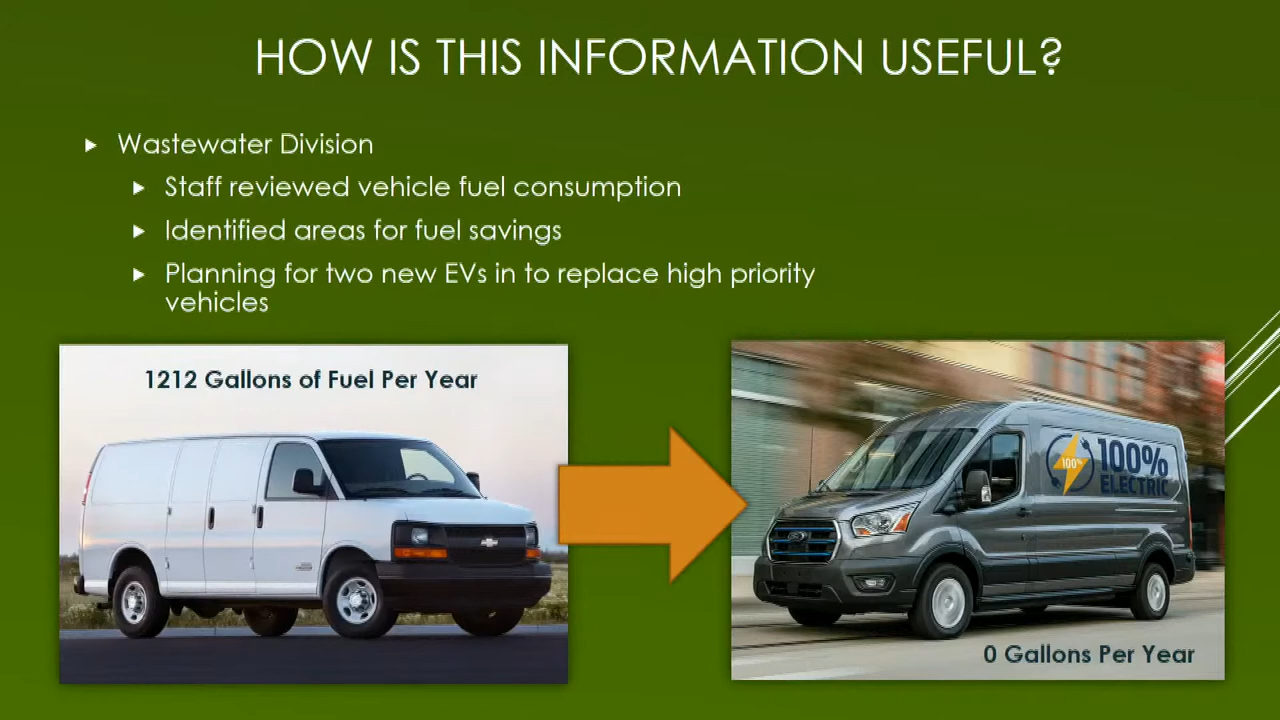 HOW IS THIS INFORMATION USEFUL?
Wastewater Division
Staff reviewed vehicle fuel consumption
Identified areas for fuel savings
Planning for two new EVs in to replace high priority
vehicles
1212 Gallons of Fuel Per Year
100%
100%
ELECTRIC
0 Gallons Per Year